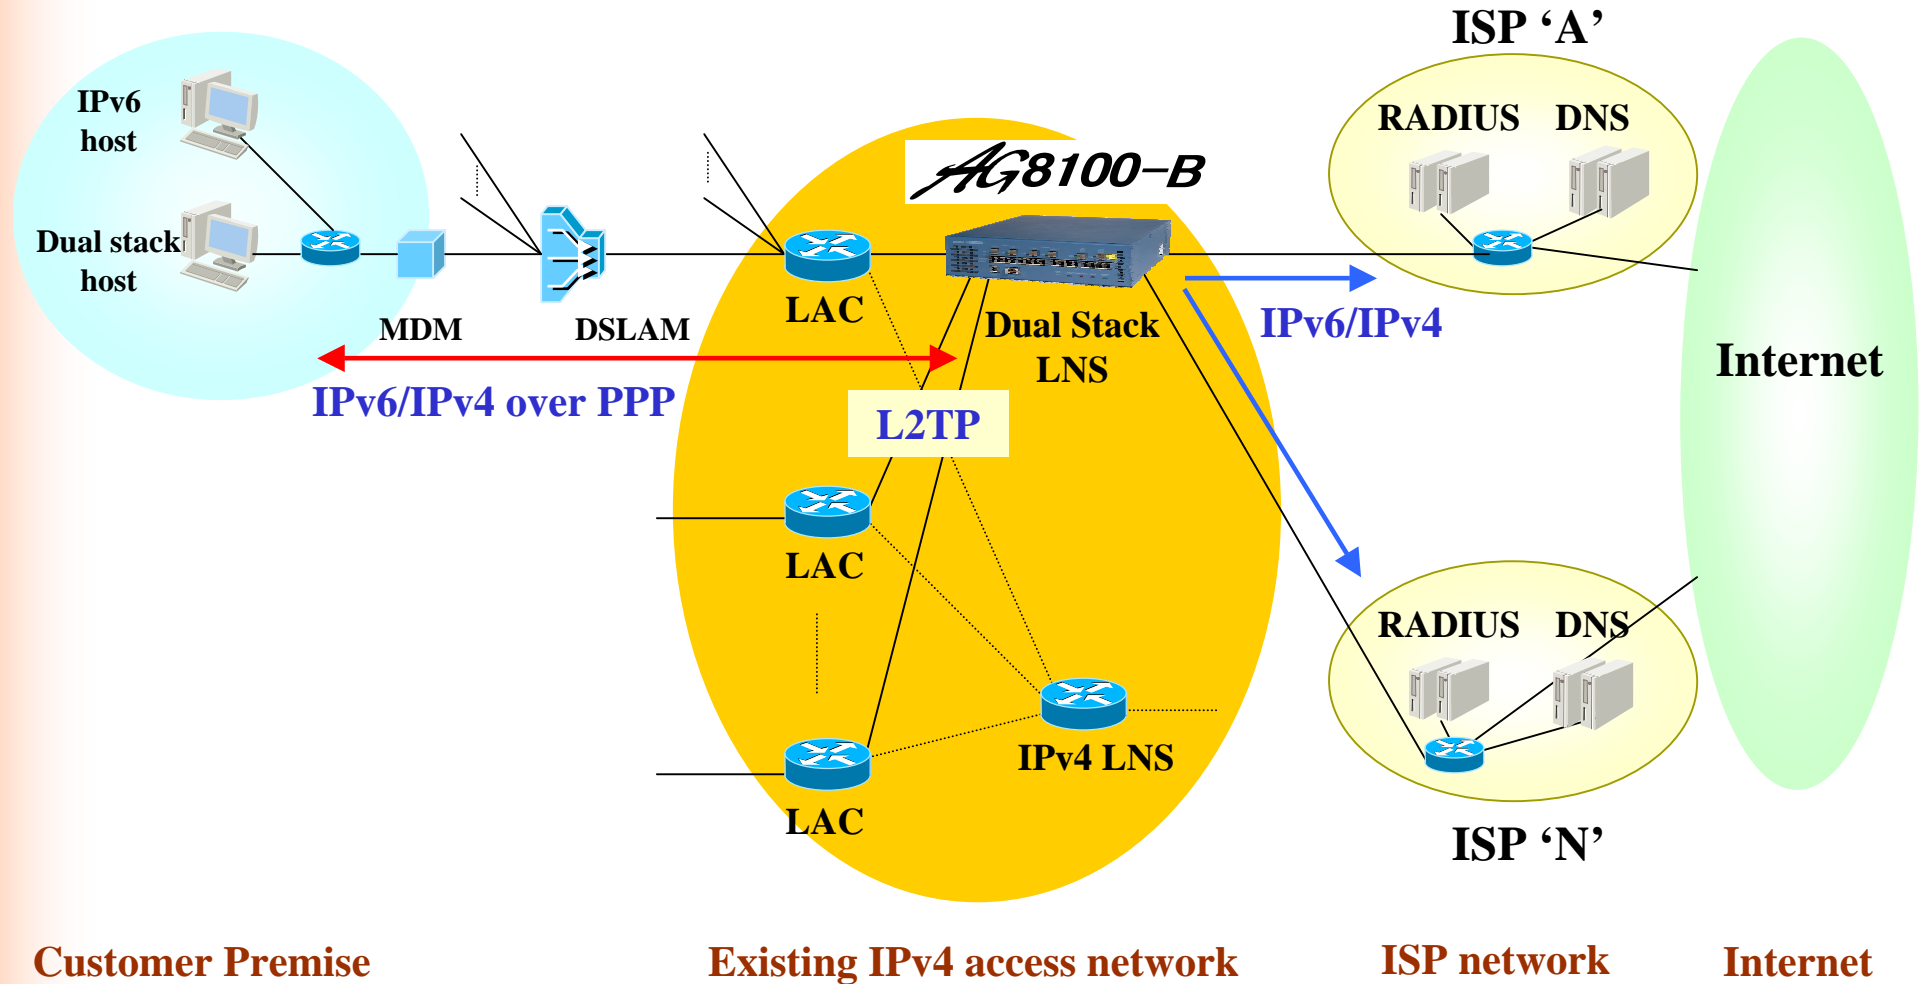 ISP ‘A’
IPv6
host
RADIUS DNS
AG8100-B
Dual stack
host
MDM
DSLAM
LAC
Dual Stack
LNS
IPv6/IPv4
Internet
IPv6/IPv4 over PPP
L2TP
LAC
RADIUS DNS
IPv4 LNS
LAC
ISP ‘N’
Customer Premise
Existing IPv4 access network
ISP network
Internet